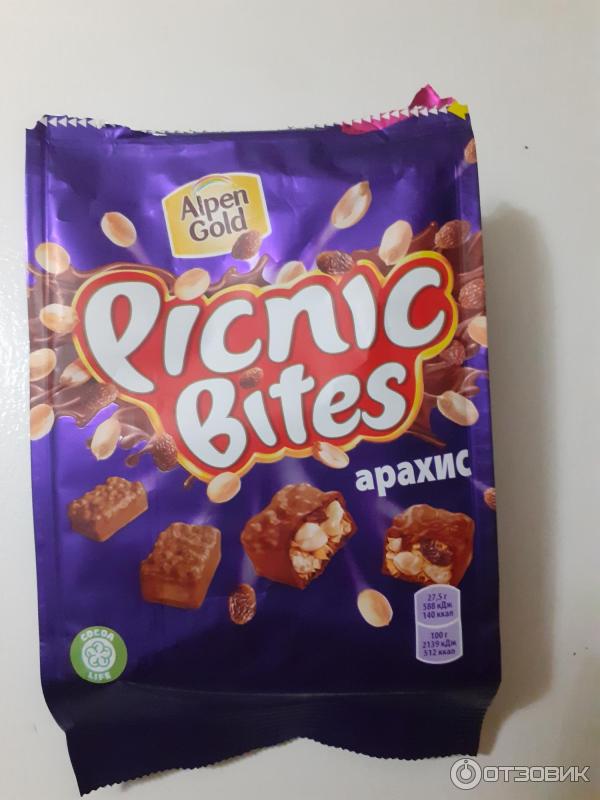 Alpen
Gold
Picnic
Bites
арахис
27,5 г
588 кДж
140 ккал
100 г
2139 кДж
512 ккал
COCOA
LIFE
ОТЗОВИК